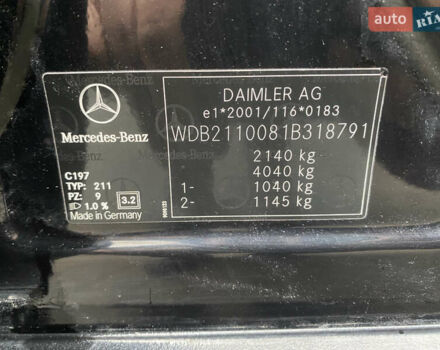 auto RIA
DAIMLER AG
e1*2001/116*0183
WDB2110081B318791
2140 kg
4040 kg
1- 1040 kg
2- 1145 kg
Mercedes-Benz
C197
TYP: 211
PZ: 9
1.0 % 3.2
Made in Germany